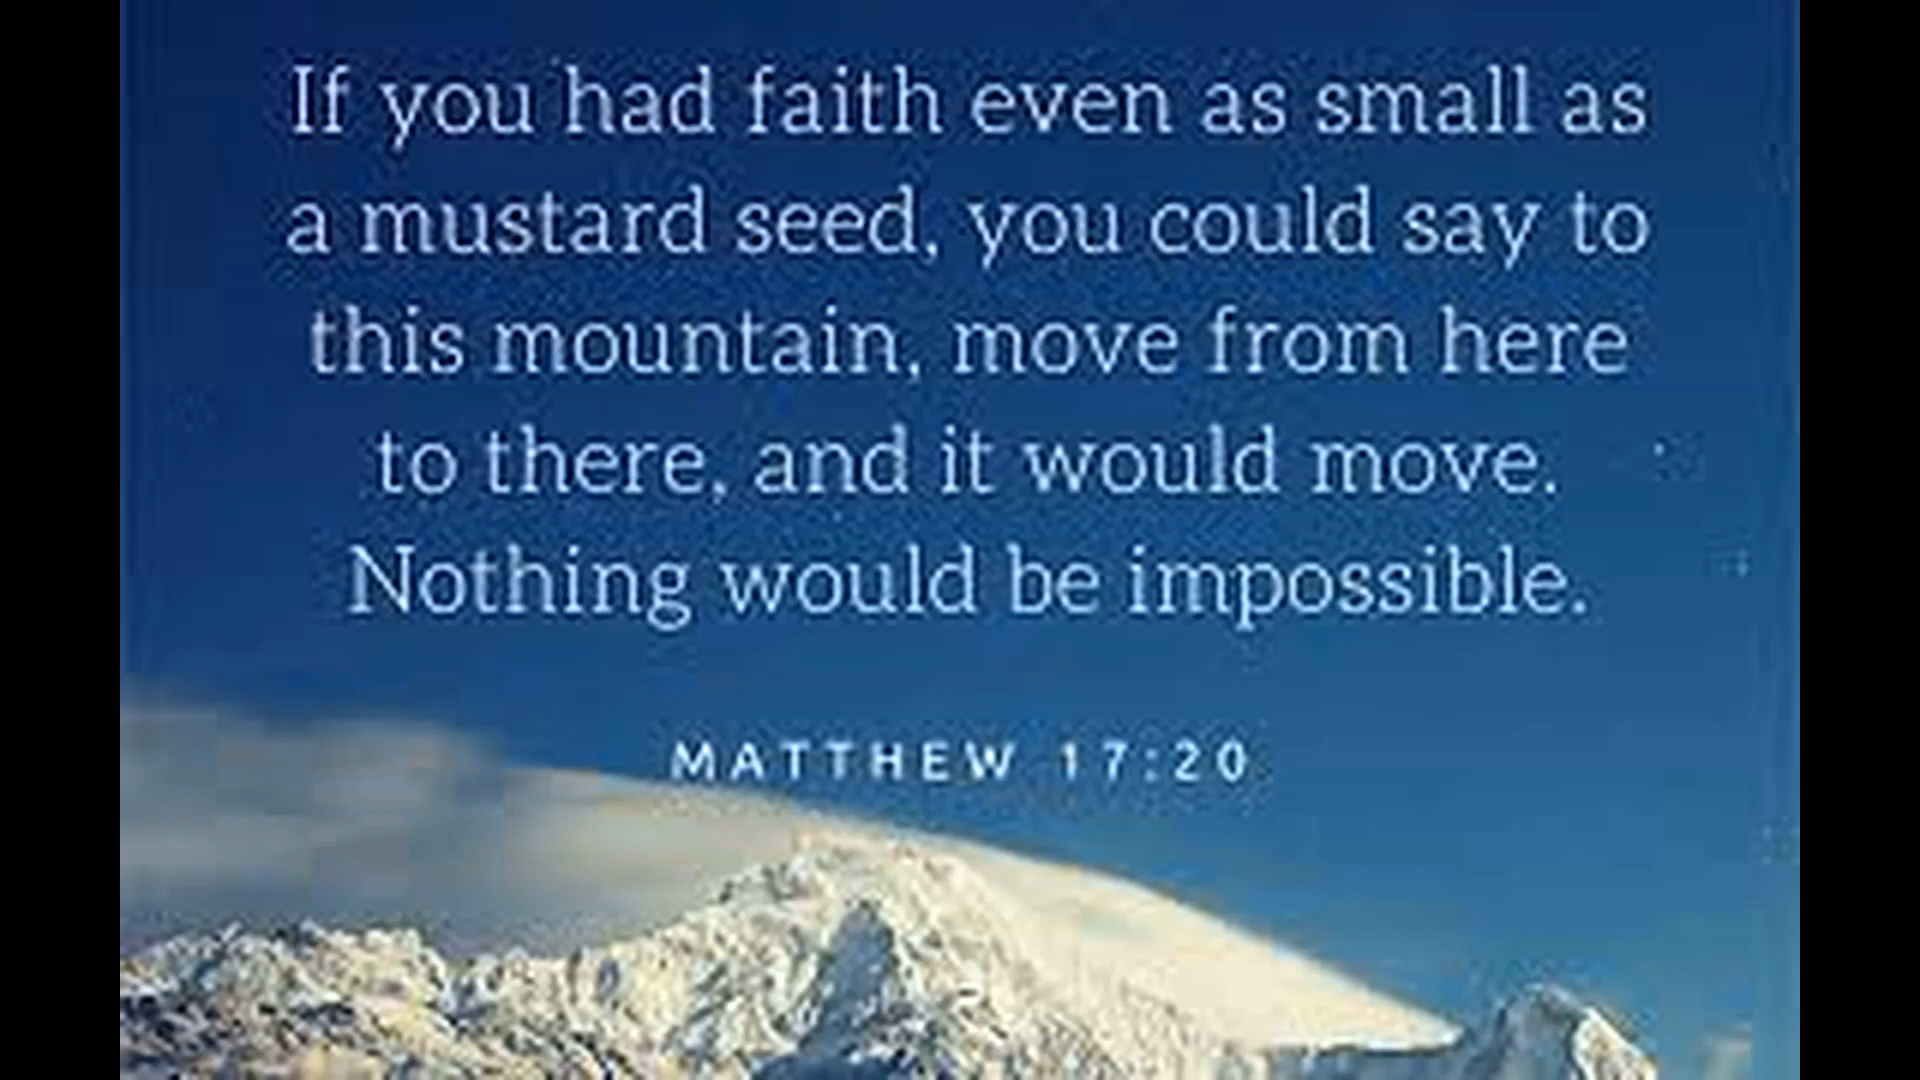 If you had faith even as small as
a mustard seed, you could say to
this mountain, move from here
to there, and it would move.
Nothing would be impossible.
MATTHEW 17:20